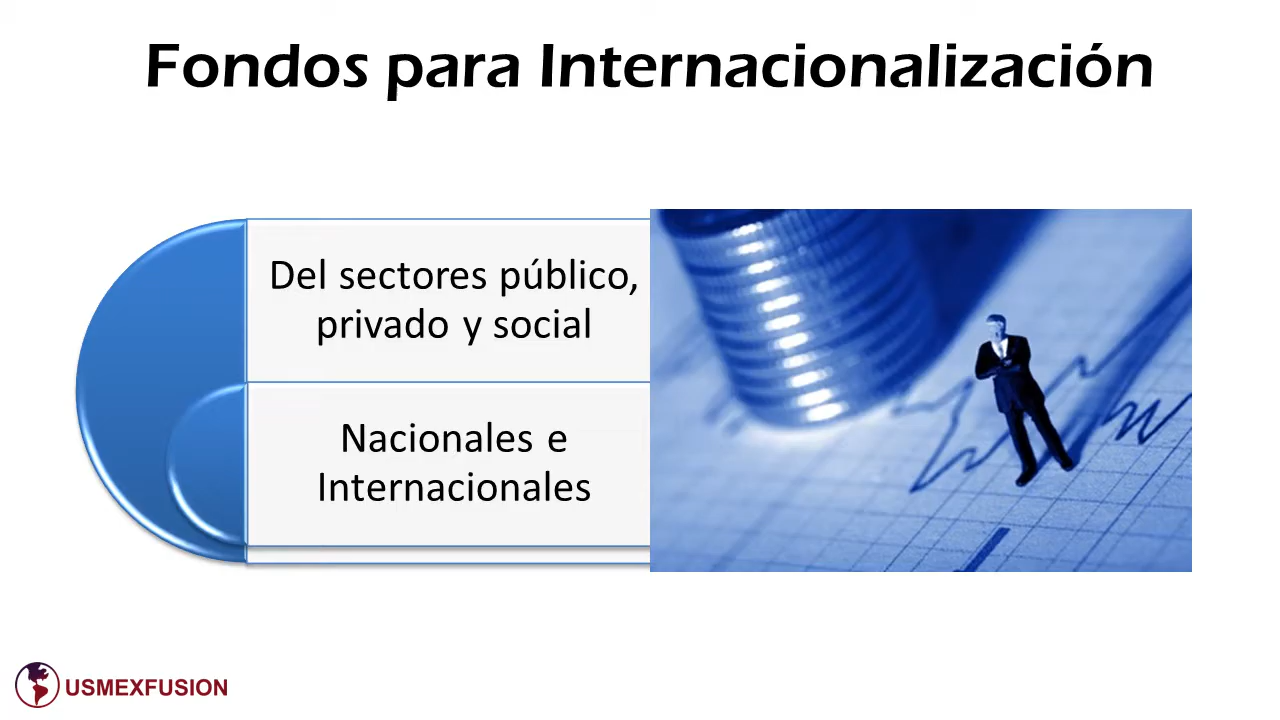 Fondos para Internacionalización
Del sectores público,
privado y social
Nacionales e
Internacionales
USMEXFUSION